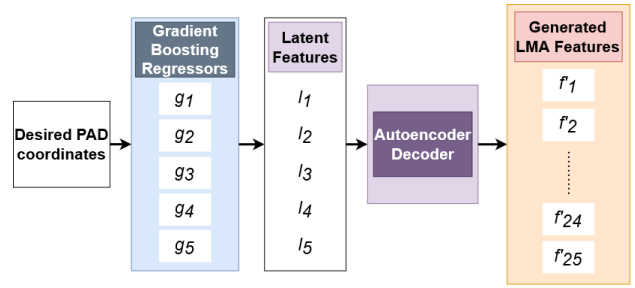 Desired PAD
coordinates
Gradient
Boosting
Regressors
g1
g2
g3
g4
g5
Latent
Features
l1
l2
l3
l4
l5
Autoencoder
Decoder
Generated
LMA Features
f'1
f'2
f'24
f'25